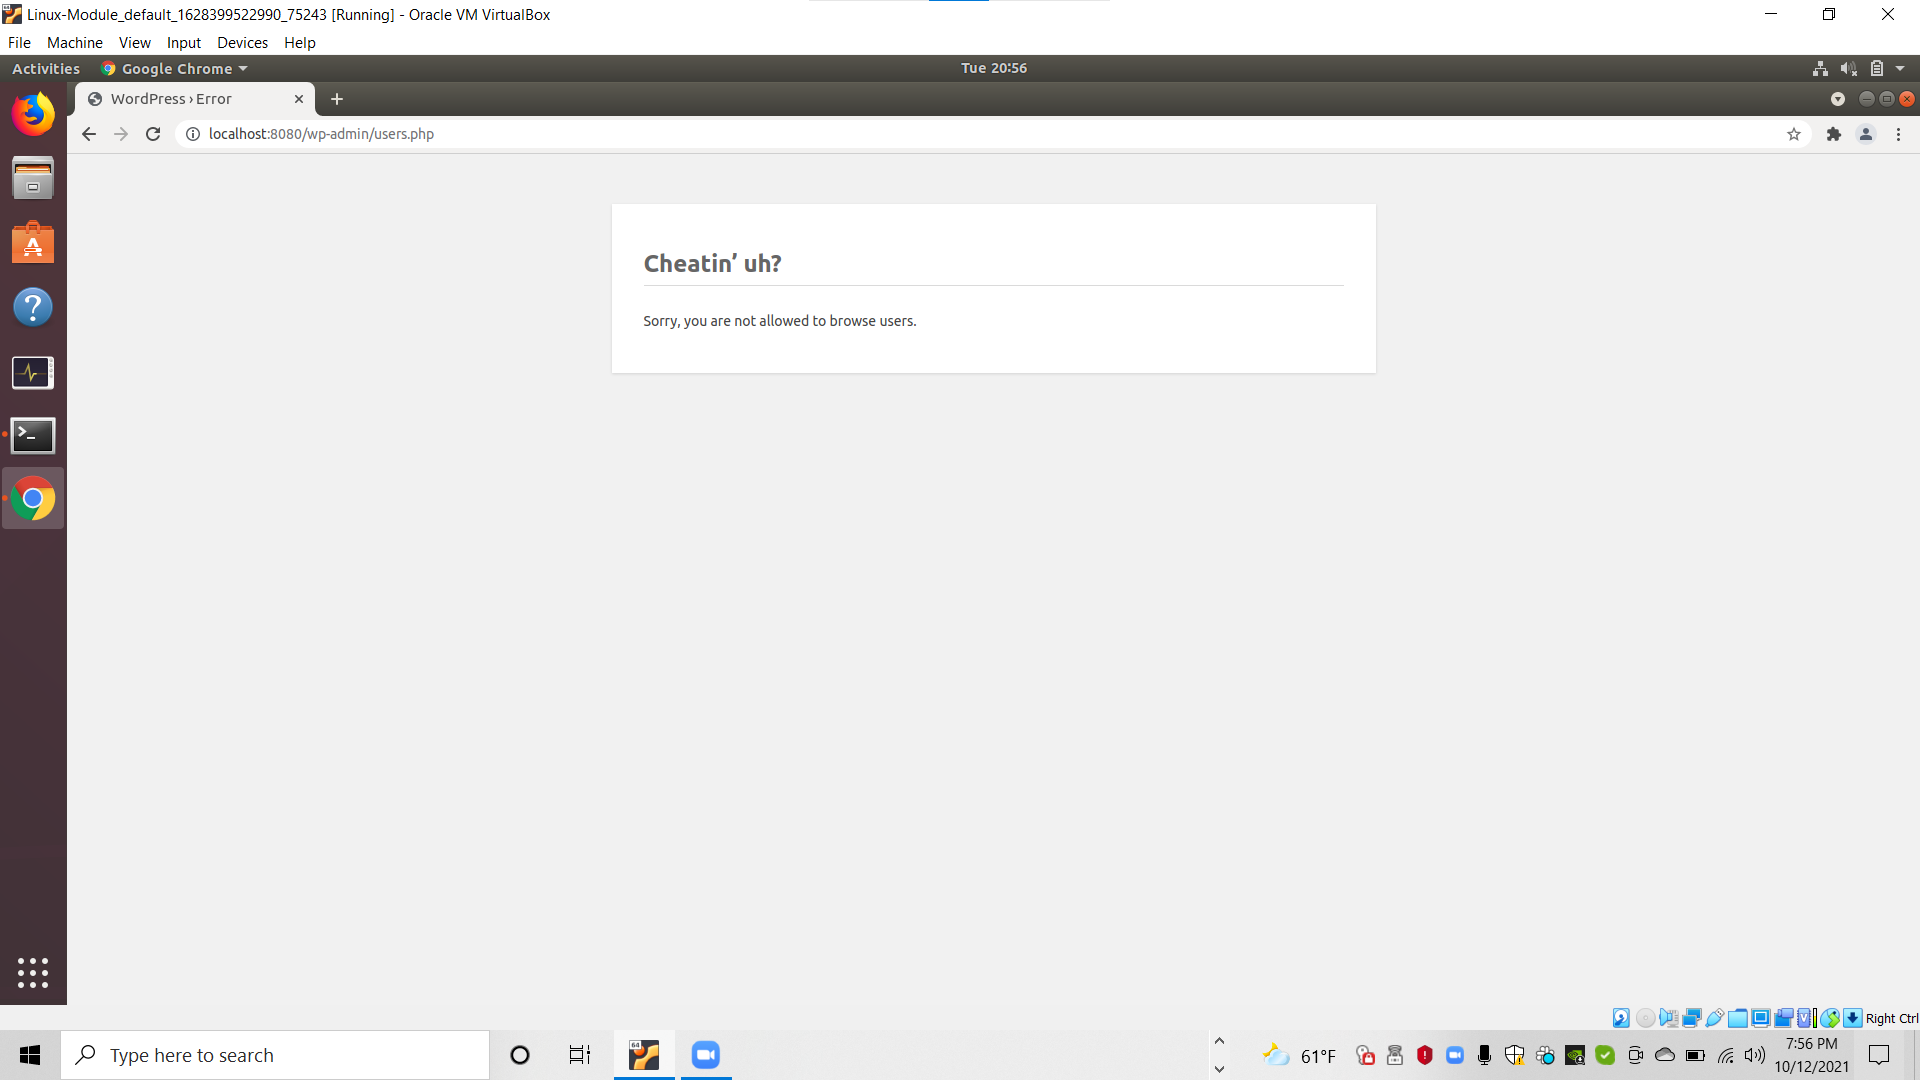 Linux-Module_default_1628399522990_75243 [Running] - Oracle VM VirtualBox
File Machine View Input Devices Help
Activities Google Chrome Tue 20:56
WordPress › Error
localhost:8080/wp-admin/users.php
Cheatin’ uh?
Sorry, you are not allowed to browse users.
Right Ctrl
Type here to search
64
61°F
7:56 PM
10/12/2021